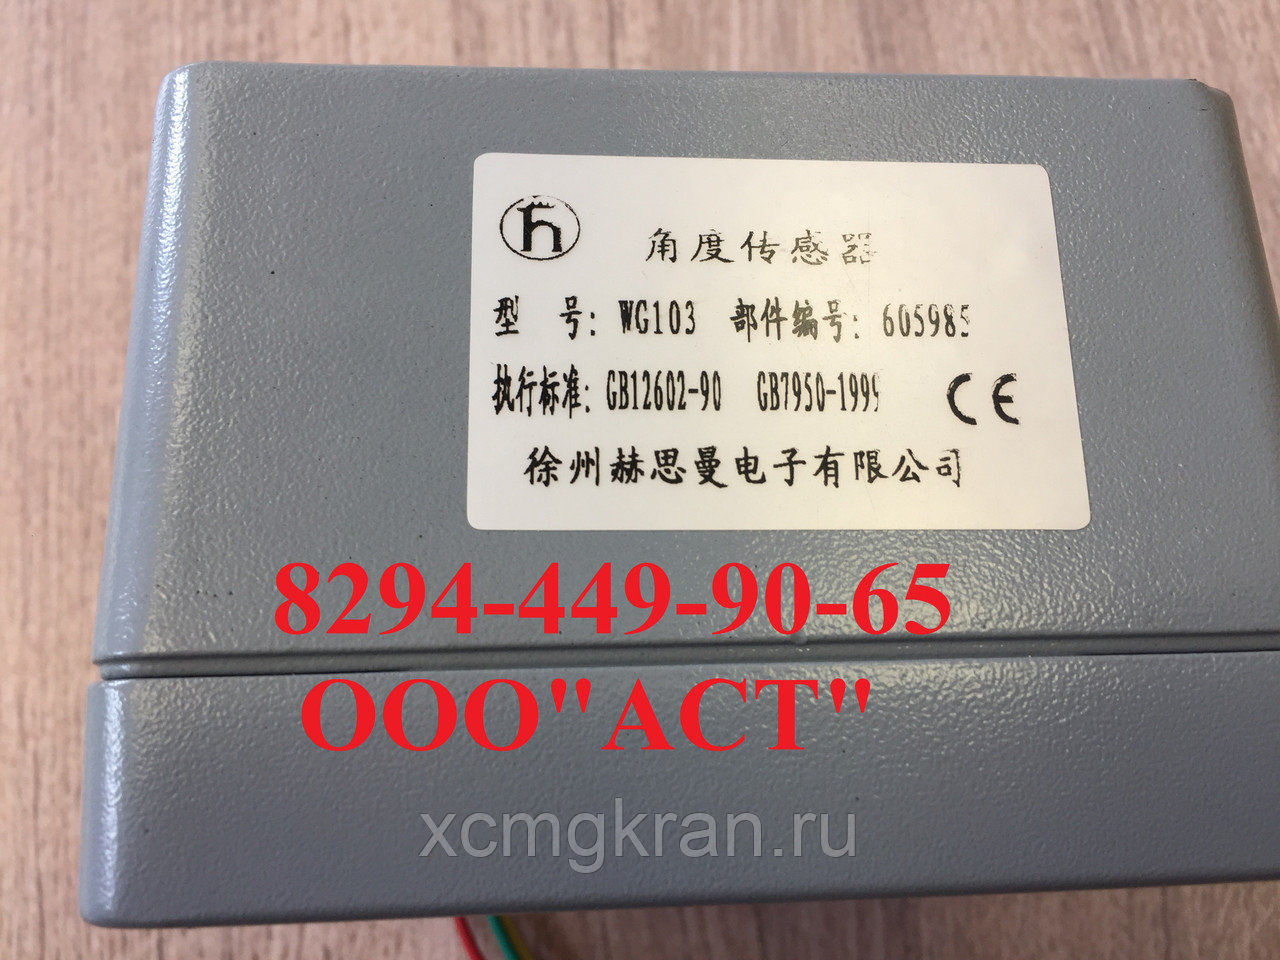 角度传感器
型 号: WG103 部件编号: 605985
执行标准: GB12602-90 GB7950-1999 CE
徐州赫思曼电子有限公司
8294-449-90-65
ООО"АСТ"
xcmgkran.ru